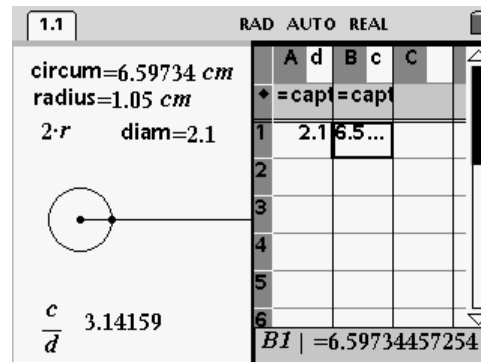 1.1 RAD AUTO REAL
circum=6.59734 cm
radius=1.05 cm
2·r diam=2.1
c
d
3.14159
A d B c C
◆ =capt =capt
1 2.1 6.5...
2
3
4
5
6
B1 | =6.59734457254